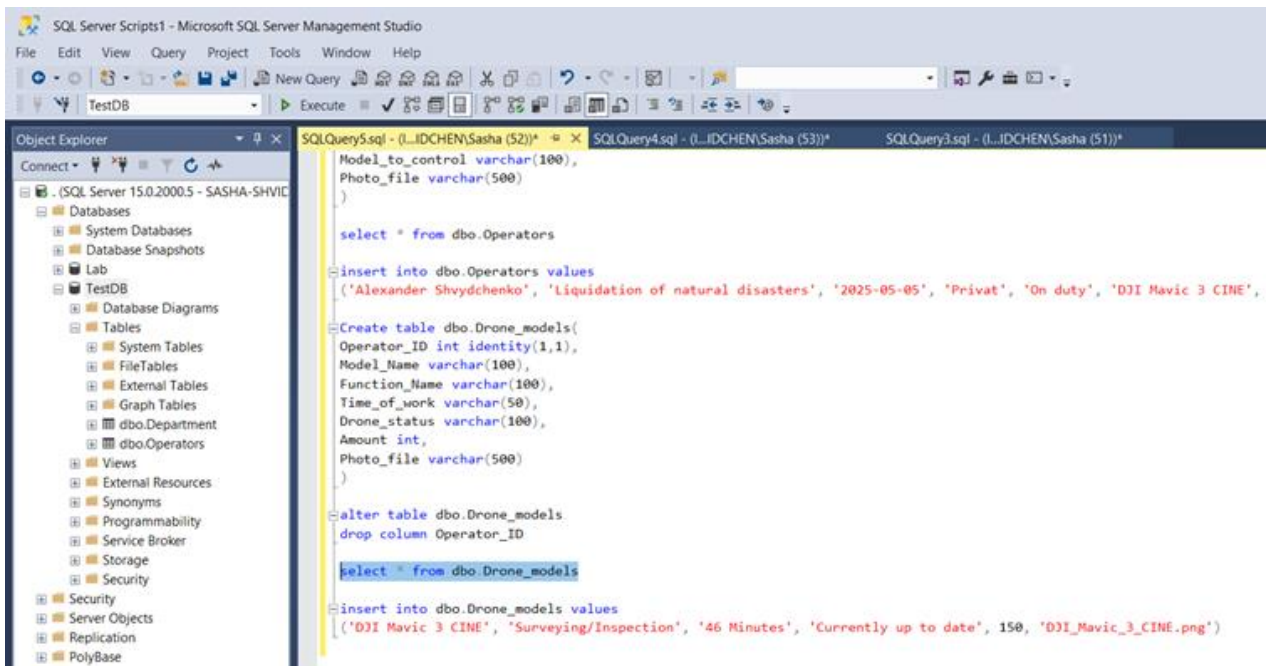 SQL Server Scripts1 - Microsoft SQL Server Management Studio
File Edit View Query Project Tools Window Help
New Query
TestDB
Execute
Object Explorer
SQLQuery5.sql - (l...IDCHEN\Sasha (52))*
SQLQuery4.sql - (l...IDCHEN\Sasha (53))*
SQLQuery3.sql - (l...IDCHEN\Sasha (51))*
Connect
. (SQL Server 15.0.2000.5 - SASHA-SHVID
Databases
System Databases
Database Snapshots
Lab
TestDB
Database Diagrams
Tables
System Tables
FileTables
External Tables
Graph Tables
dbo.Department
dbo.Operators
Views
External Resources
Synonyms
Programmability
Service Broker
Storage
Security
Security
Server Objects
Replication
PolyBase
Model_to_control varchar(100),
Photo_file varchar(500)
)
select * from dbo.Operators
insert into dbo.Operators values
('Alexander Shvydchenko', 'Liquidation of natural disasters', '2025-05-05', 'Privat', 'On duty', 'DJI Mavic 3 CINE',
Create table dbo.Drone_models(
Operator_ID int identity(1,1),
Model_Name varchar(100),
Function_Name varchar(100),
Time_of_work varchar(50),
Drone_status varchar(100),
Amount int,
Photo_file varchar(500)
)
alter table dbo.Drone_models
drop column Operator_ID
select * from dbo.Drone_models
insert into dbo.Drone_models values
('DJI Mavic 3 CINE', 'Surveying/Inspection', '46 Minutes', 'Currently up to date', 150, 'DJI_Mavic_3_CINE.png')